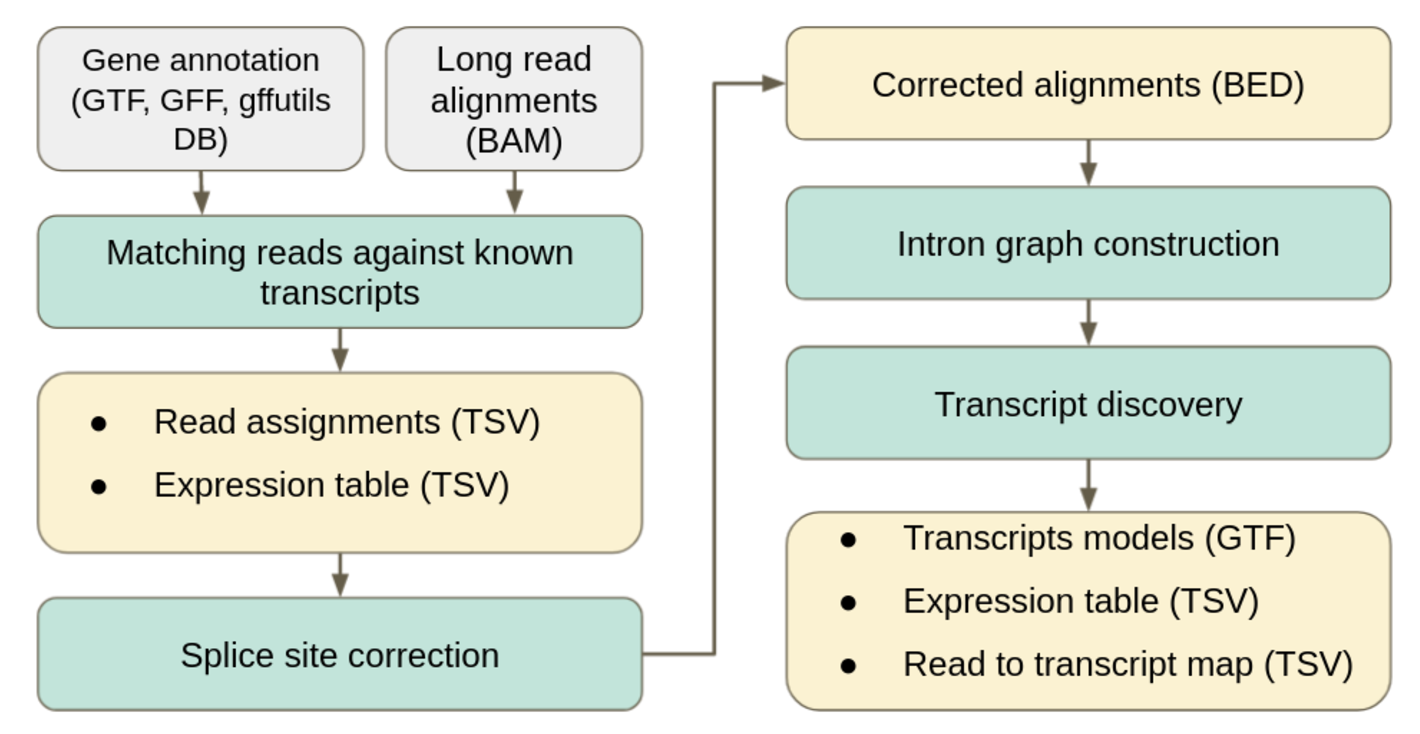 Gene annotation
(GTF, GFF, gffutils
DB)
Long read
alignments
(BAM)
Matching reads against known
transcripts
● Read assignments (TSV)
● Expression table (TSV)
Splice site correction
Corrected alignments (BED)
Intron graph construction
Transcript discovery
● Transcripts models (GTF)
● Expression table (TSV)
● Read to transcript map (TSV)